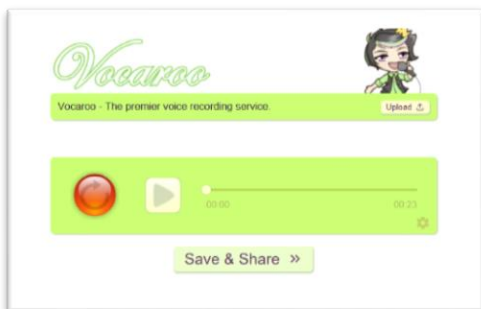 Vocaroo
Vocaroo - The premier voice recording service.
Upload
00:00
00:23
Save & Share »